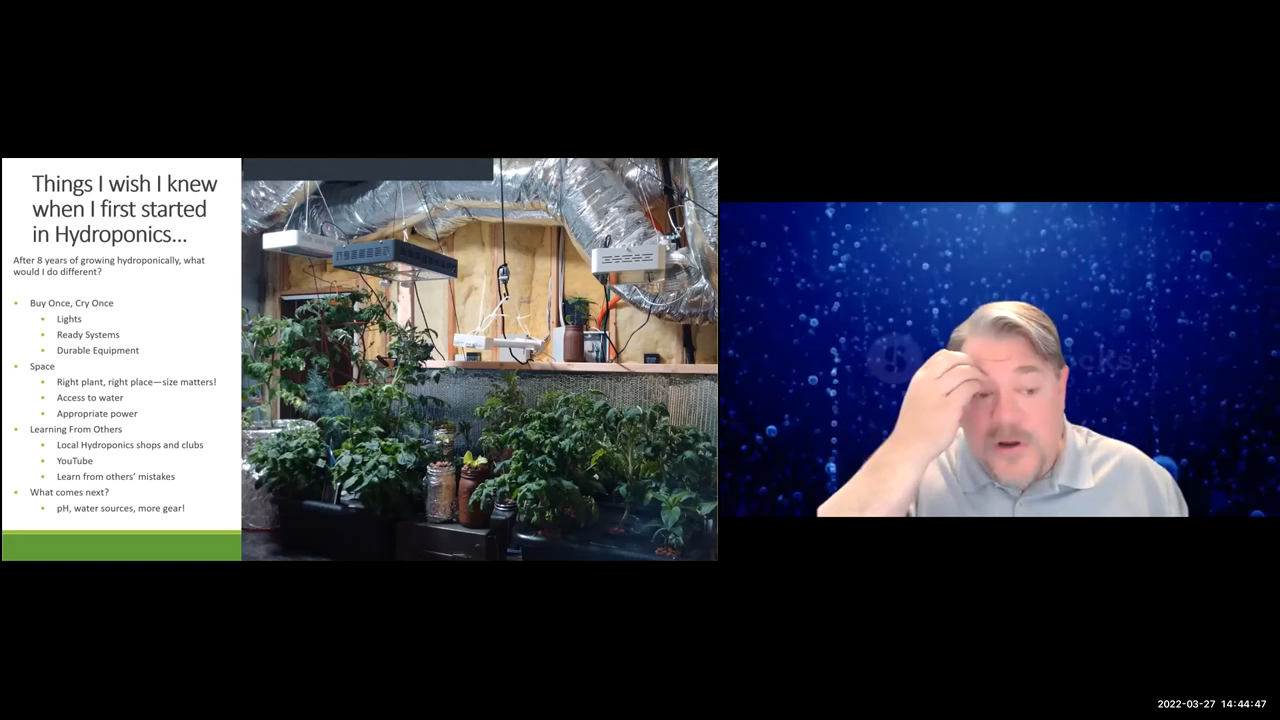 Things I wish I knew
when I first started
in Hydroponics...
After 8 years of growing hydroponically, what
would I do different?
• Buy Once, Cry Once
• Lights
• Ready Systems
• Durable Equipment
• Space
• Right plant, right place—size matters!
• Access to water
• Appropriate power
• Learning From Others
• Local Hydroponics shops and clubs
• YouTube
• Learn from others' mistakes
• What comes next?
• pH, water sources, more gear!
2022-03-27 14:44:47